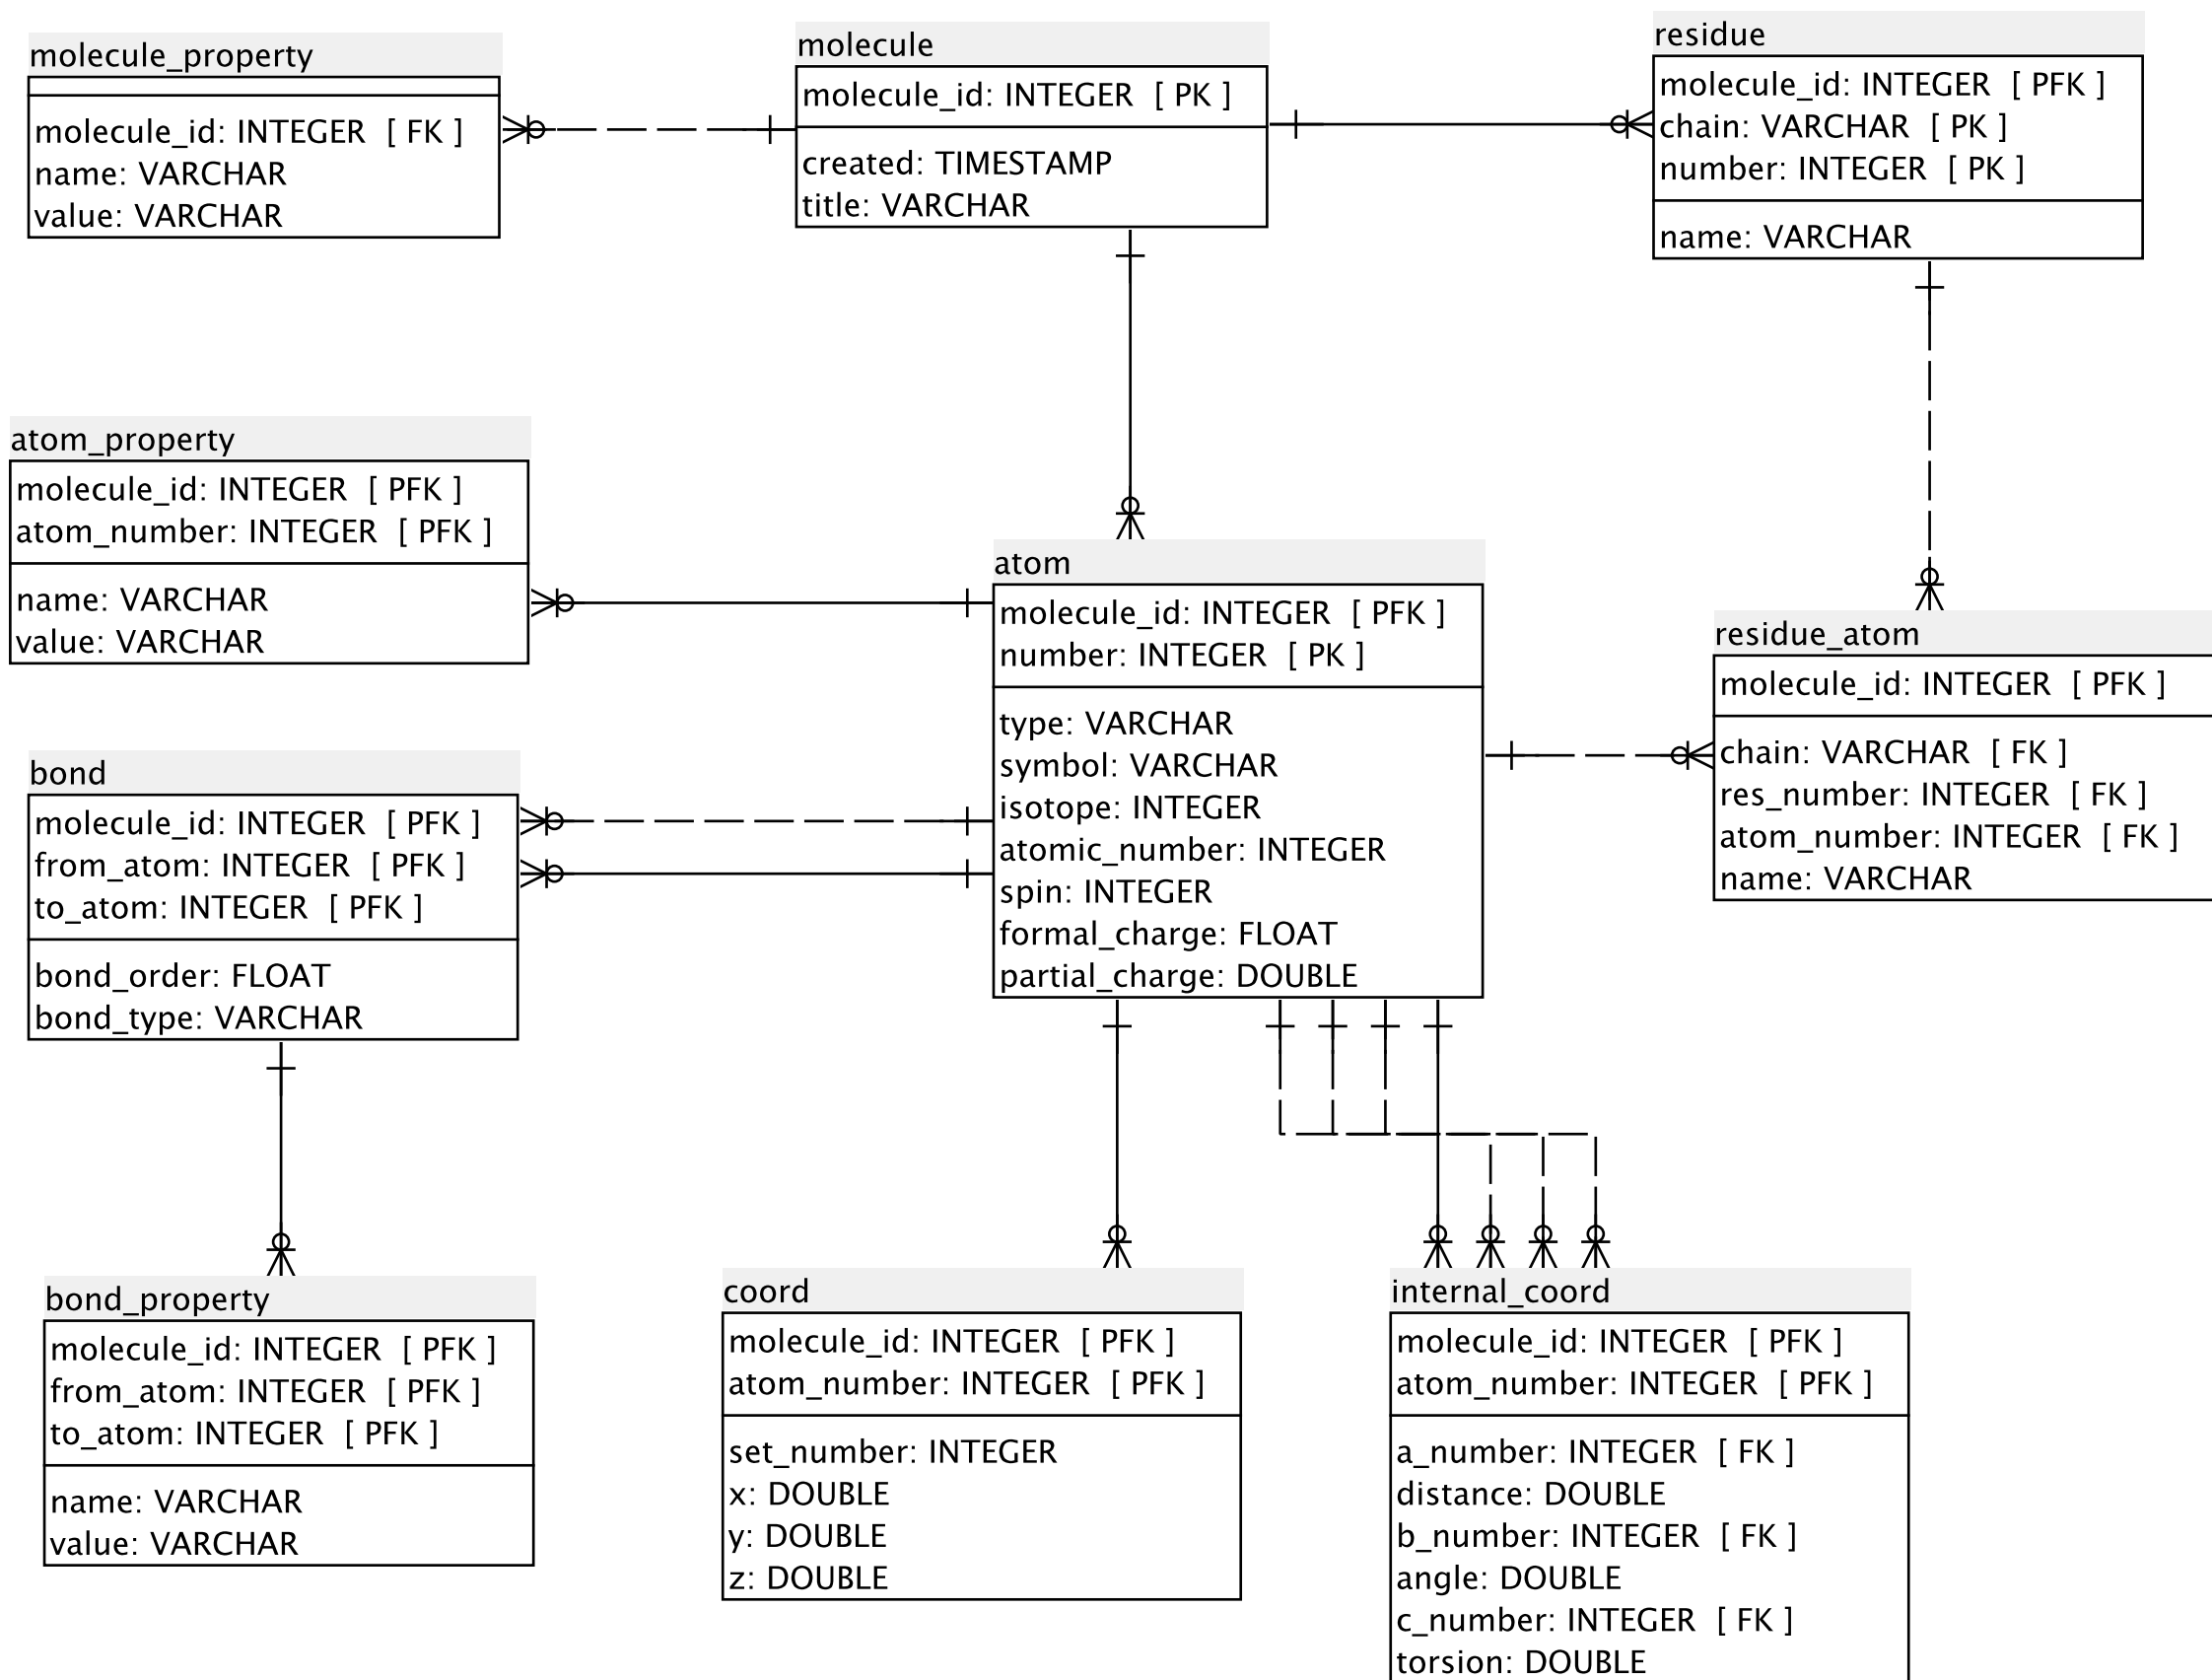 molecule_property
molecule_id: INTEGER [ FK ]
name: VARCHAR
value: VARCHAR
molecule
molecule_id: INTEGER [ PK ]
created: TIMESTAMP
title: VARCHAR
residue
molecule_id: INTEGER [ PFK ]
chain: VARCHAR [ PK ]
number: INTEGER [ PK ]
name: VARCHAR
atom_property
molecule_id: INTEGER [ PFK ]
atom_number: INTEGER [ PFK ]
name: VARCHAR
value: VARCHAR
atom
molecule_id: INTEGER [ PFK ]
number: INTEGER [ PK ]
type: VARCHAR
symbol: VARCHAR
isotope: INTEGER
atomic_number: INTEGER
spin: INTEGER
formal_charge: FLOAT
partial_charge: DOUBLE
residue_atom
molecule_id: INTEGER [ PFK ]
chain: VARCHAR [ FK ]
res_number: INTEGER [ FK ]
atom_number: INTEGER [ FK ]
name: VARCHAR
bond
molecule_id: INTEGER [ PFK ]
from_atom: INTEGER [ PFK ]
to_atom: INTEGER [ PFK ]
bond_order: FLOAT
bond_type: VARCHAR
bond_property
molecule_id: INTEGER [ PFK ]
from_atom: INTEGER [ PFK ]
to_atom: INTEGER [ PFK ]
name: VARCHAR
value: VARCHAR
coord
molecule_id: INTEGER [ PFK ]
atom_number: INTEGER [ PFK ]
set_number: INTEGER
x: DOUBLE
y: DOUBLE
z: DOUBLE
internal_coord
molecule_id: INTEGER [ PFK ]
atom_number: INTEGER [ PFK ]
a_number: INTEGER [ FK ]
distance: DOUBLE
b_number: INTEGER [ FK ]
angle: DOUBLE
c_number: INTEGER [ FK ]
torsion: DOUBLE